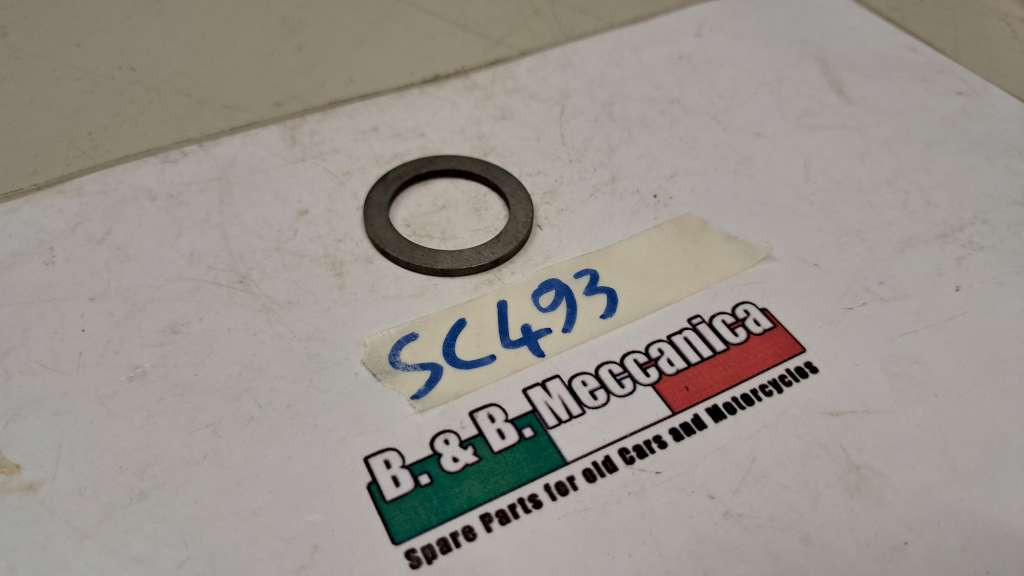 SC493
B. & B. Meccanica
Spare Parts for old Cars and Motorcycles